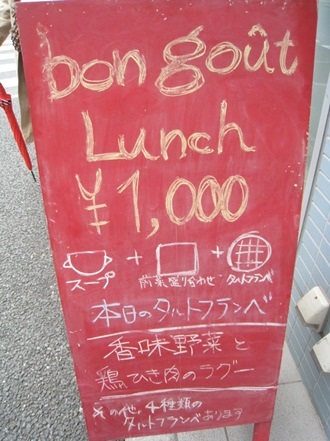 bon goût
Lunch
¥1,000
+ +
スープ 前菜盛り合わせ タルトフランベ
本日のタルトフランベ
香味野菜と
鶏ひき肉のラグー
その他、4種類の
タルトフランベあります